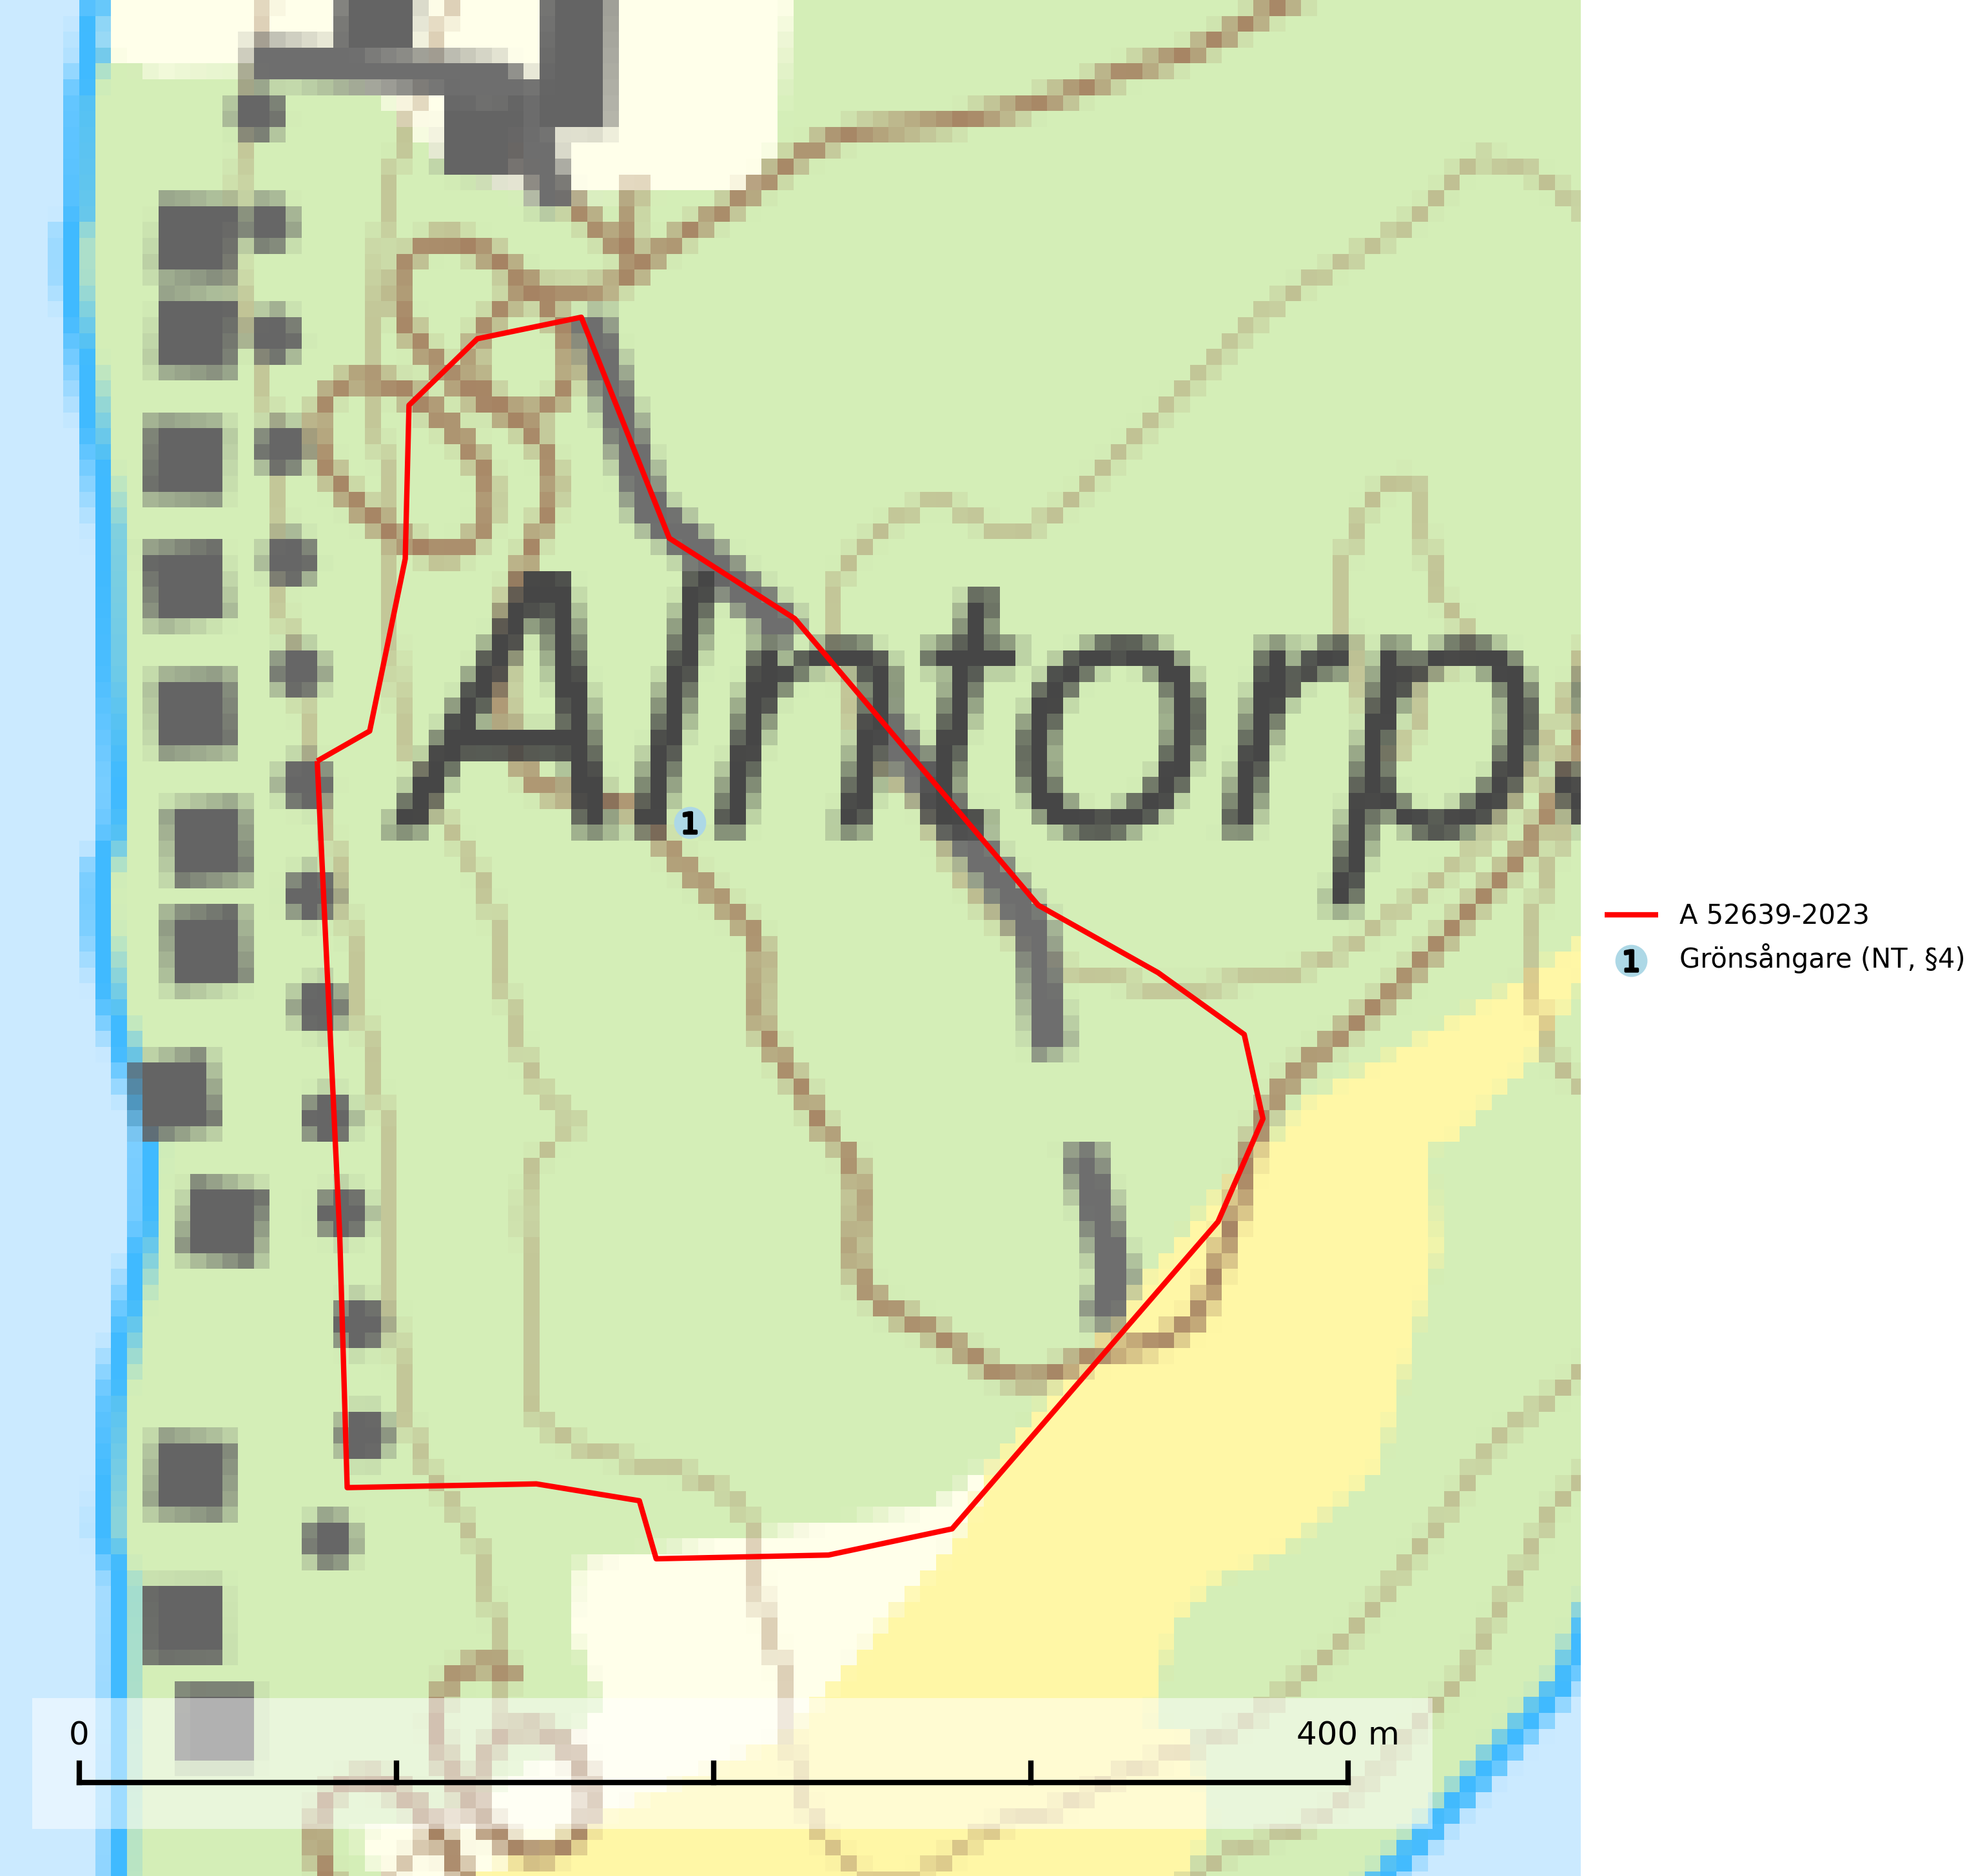 Alntorp
1
A 52639-2023
1 Grönsångare (NT, §4)
0 400 m